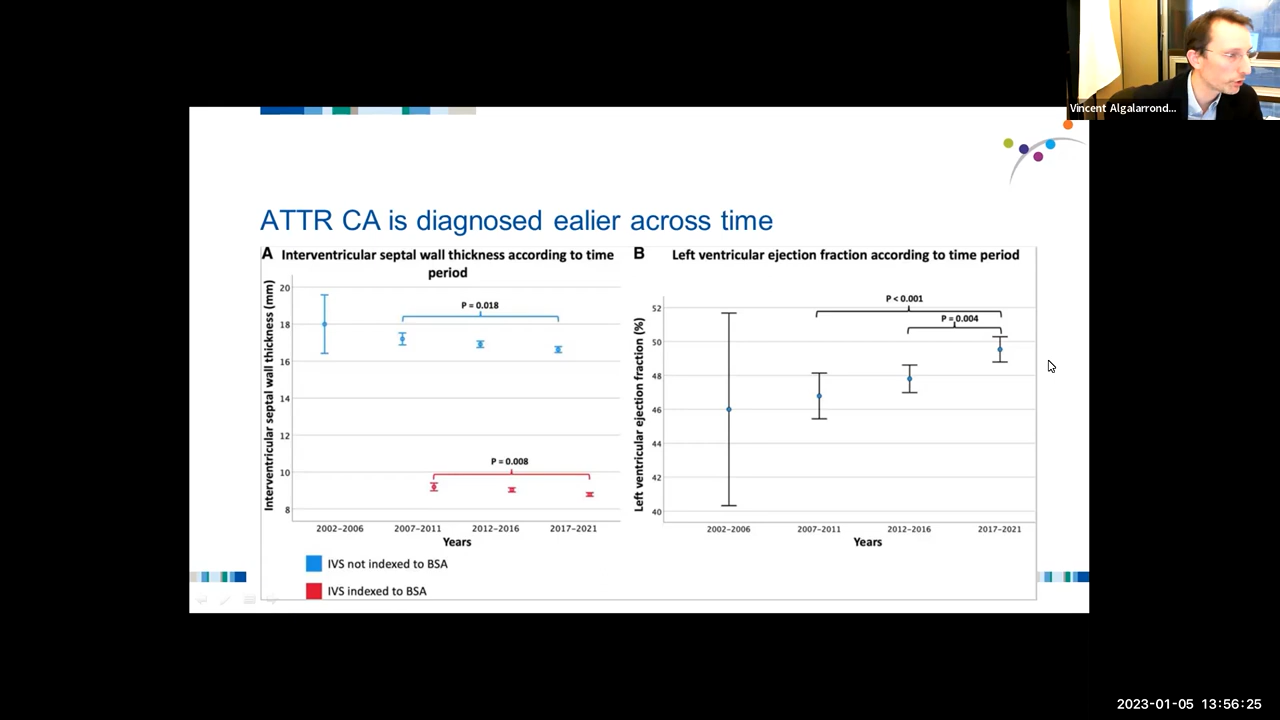 Vincent Algalarrond...
ATTR CA is diagnosed ealier across time
A Interventricular septal wall thickness according to time
period
Interventricular septal wall thickness (mm)
20
18
16
14
12
10
8
P = 0.018
P = 0.008
2002-2006 2007-2011 2012-2016 2017-2021
Years
IVS not indexed to BSA
IVS indexed to BSA
B Left ventricular ejection fraction according to time period
Left ventricular ejection fraction (%)
52
50
48
46
44
42
40
P < 0.001
P = 0.004
2002-2006 2007-2011 2012-2016 2017-2021
Years
2023-01-05 13:56:25